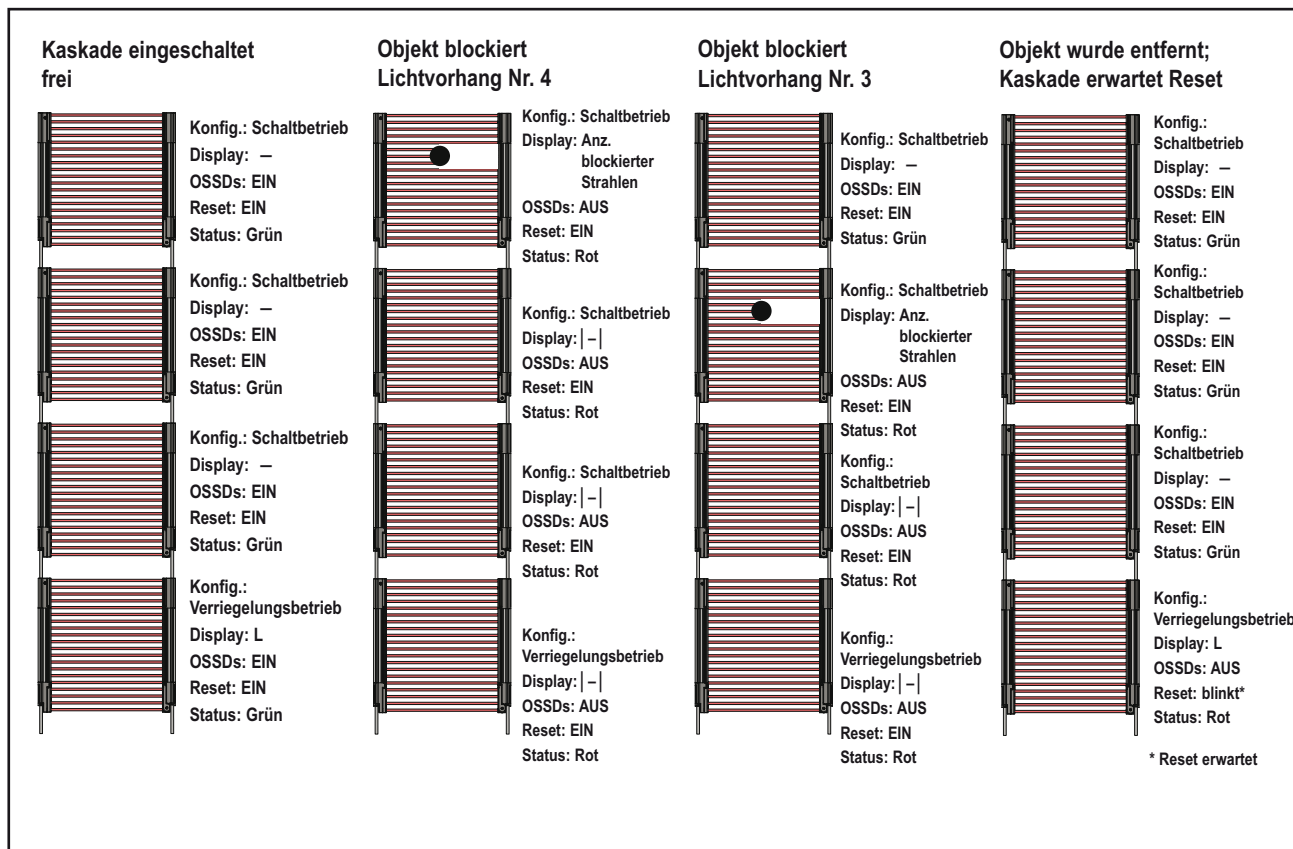 Kaskade eingeschaltet
frei
Konfig.: Schaltbetrieb
Display: –
OSSDs: EIN
Reset: EIN
Status: Grün
Konfig.: Schaltbetrieb
Display: –
OSSDs: EIN
Reset: EIN
Status: Grün
Konfig.: Schaltbetrieb
Display: –
OSSDs: EIN
Reset: EIN
Status: Grün
Konfig.:
Verriegelungsbetrieb
Display: L
OSSDs: EIN
Reset: EIN
Status: Grün
Objekt blockiert
Lichtvorhang Nr. 4
Konfig.: Schaltbetrieb
Display: Anz.
blockierter
Strahlen
OSSDs: AUS
Reset: EIN
Status: Rot
Konfig.: Schaltbetrieb
Display: |–|
OSSDs: AUS
Reset: EIN
Status: Rot
Konfig.: Schaltbetrieb
Display: |–|
OSSDs: AUS
Reset: EIN
Status: Rot
Konfig.:
Verriegelungsbetrieb
Display: |–|
OSSDs: AUS
Reset: EIN
Status: Rot
Objekt blockiert
Lichtvorhang Nr. 3
Konfig.: Schaltbetrieb
Display: –
OSSDs: EIN
Reset: EIN
Status: Grün
Konfig.: Schaltbetrieb
Display: Anz.
blockierter
Strahlen
OSSDs: AUS
Reset: EIN
Status: Rot
Konfig.:
Schaltbetrieb
Display: |–|
OSSDs: AUS
Reset: EIN
Status: Rot
Konfig.:
Verriegelungsbetrieb
Display: |–|
OSSDs: AUS
Reset: EIN
Status: Rot
Objekt wurde entfernt;
Kaskade erwartet Reset
Konfig.:
Schaltbetrieb
Display: –
OSSDs: EIN
Reset: EIN
Status: Grün
Konfig.:
Schaltbetrieb
Display: –
OSSDs: EIN
Reset: EIN
Status: Grün
Konfig.:
Schaltbetrieb
Display: –
OSSDs: EIN
Reset: EIN
Status: Grün
Konfig.:
Verriegelungsbetrieb
Display: L
OSSDs: AUS
Reset: blinkt*
Status: Rot
* Reset erwartet